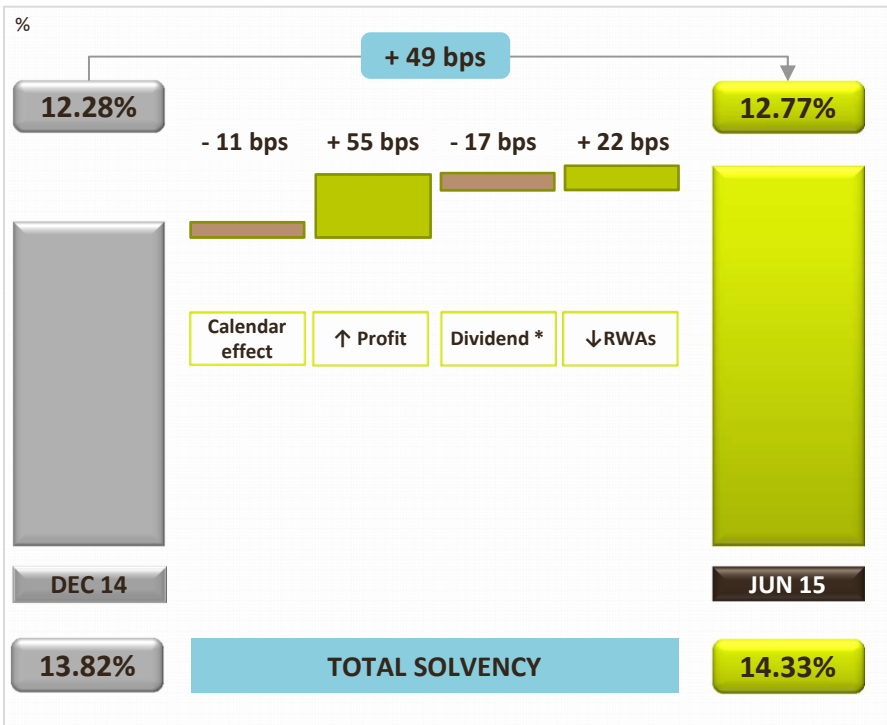 %
+ 49 bps
12.28%
12.77%
- 11 bps
+ 55 bps
- 17 bps
+ 22 bps
Calendar
effect
↑ Profit
Dividend *
↓RWAs
DEC 14
JUN 15
13.82%
TOTAL SOLVENCY
14.33%